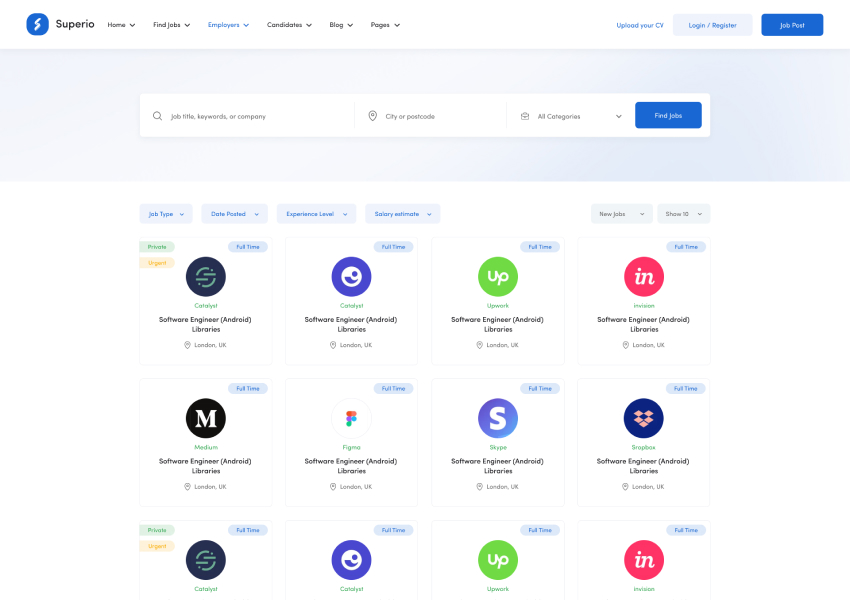 Superio
Home
Find Jobs
Employers
Candidates
Blog
Pages
Upload your CV
Login / Register
Job Post
Job title, keywords, or company
City or postcode
All Categories
Find Jobs
Job Type
Date Posted
Experience Level
Salary estimate
New Jobs
Show 10
Private
Urgent
Full Time
Catalyst
Software Engineer (Android)
Libraries
London, UK
Full Time
Catalyst
Software Engineer (Android)
Libraries
London, UK
Full Time
Up
Upwork
Software Engineer (Android)
Libraries
London, UK
Full Time
in
invision
Software Engineer (Android)
Libraries
London, UK
Full Time
M
Medium
Software Engineer (Android)
Libraries
London, UK
Full Time
Figma
Software Engineer (Android)
Libraries
London, UK
Full Time
S
Skype
Software Engineer (Android)
Libraries
London, UK
Full Time
Sropbox
Software Engineer (Android)
Libraries
London, UK
Private
Urgent
Full Time
Catalyst
Full Time
Catalyst
Full Time
Up
Upwork
Full Time
in
invision